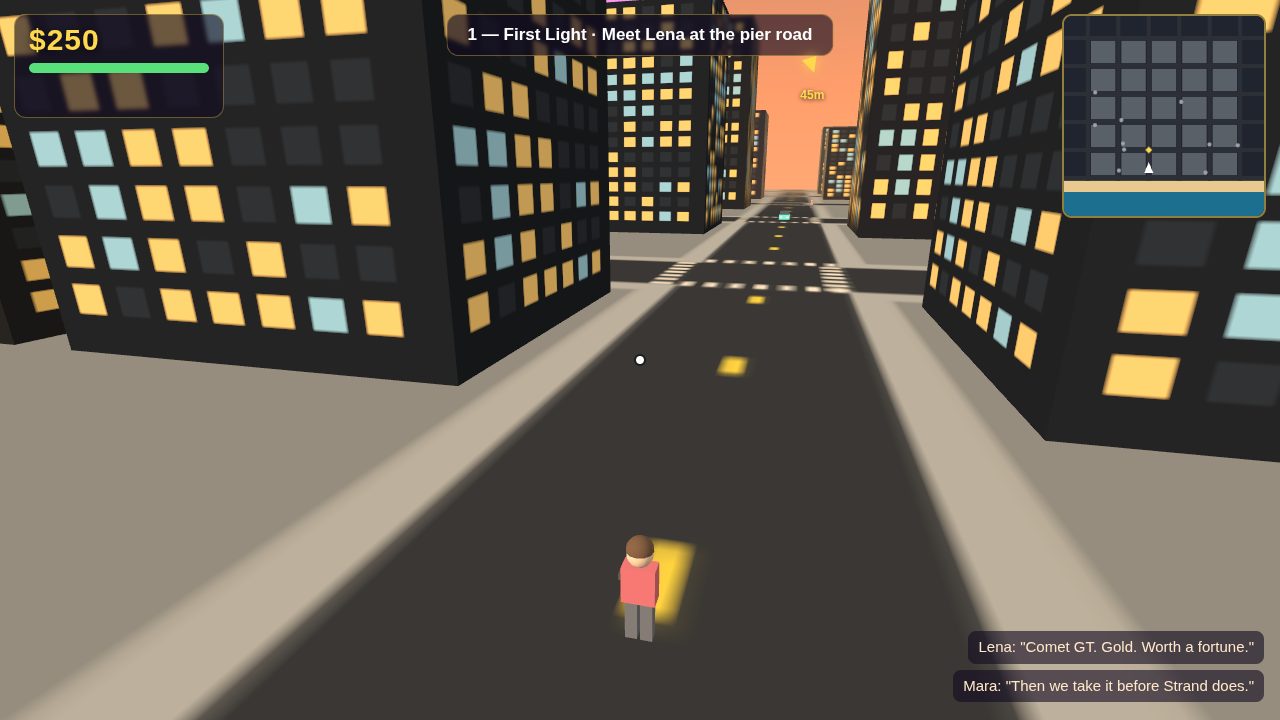 $250
1 — First Light · Meet Lena at the pier road
45m
Lena: "Comet GT. Gold. Worth a fortune."
Mara: "Then we take it before Strand does."